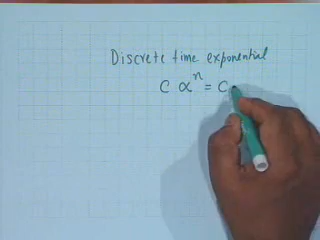 Discrete time exponential
C α^n = C